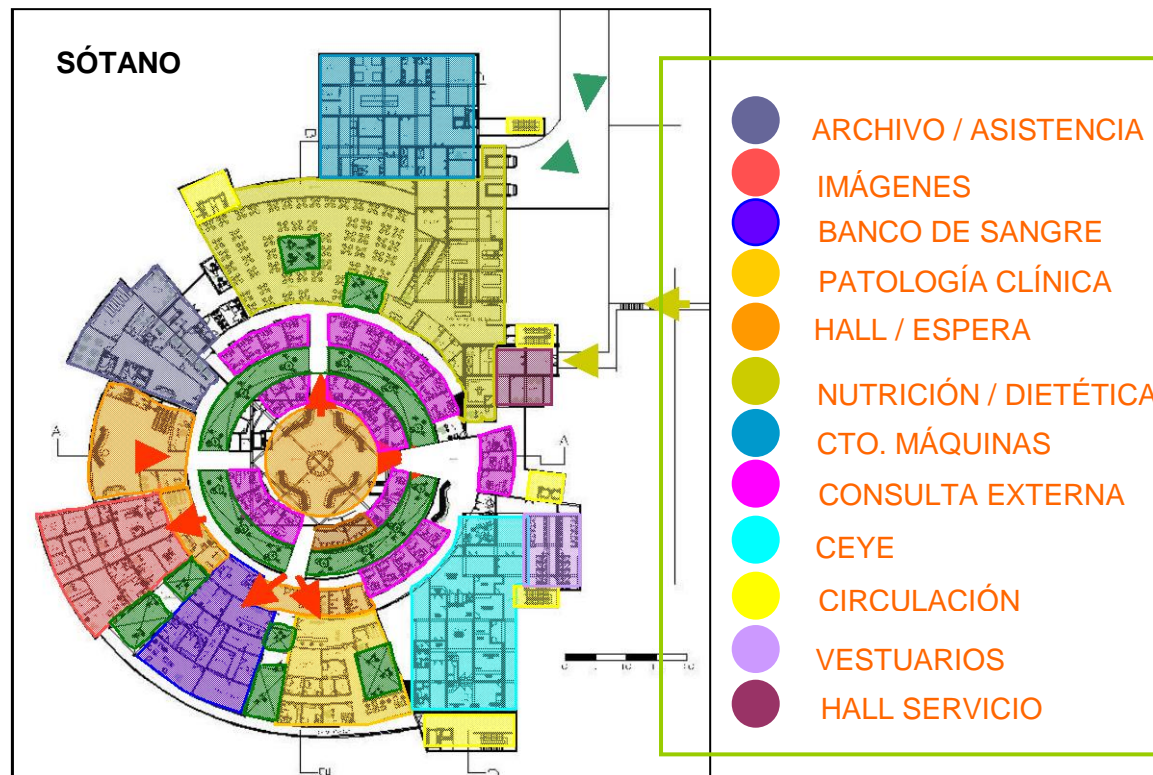 SÓTANO
ARCHIVO / ASISTENCIA
IMÁGENES
BANCO DE SANGRE
PATOLOGÍA CLÍNICA
HALL / ESPERA
NUTRICIÓN / DIETÉTICA
CTO. MÁQUINAS
CONSULTA EXTERNA
CEYE
CIRCULACIÓN
VESTUARIOS
HALL SERVICIO
A
A